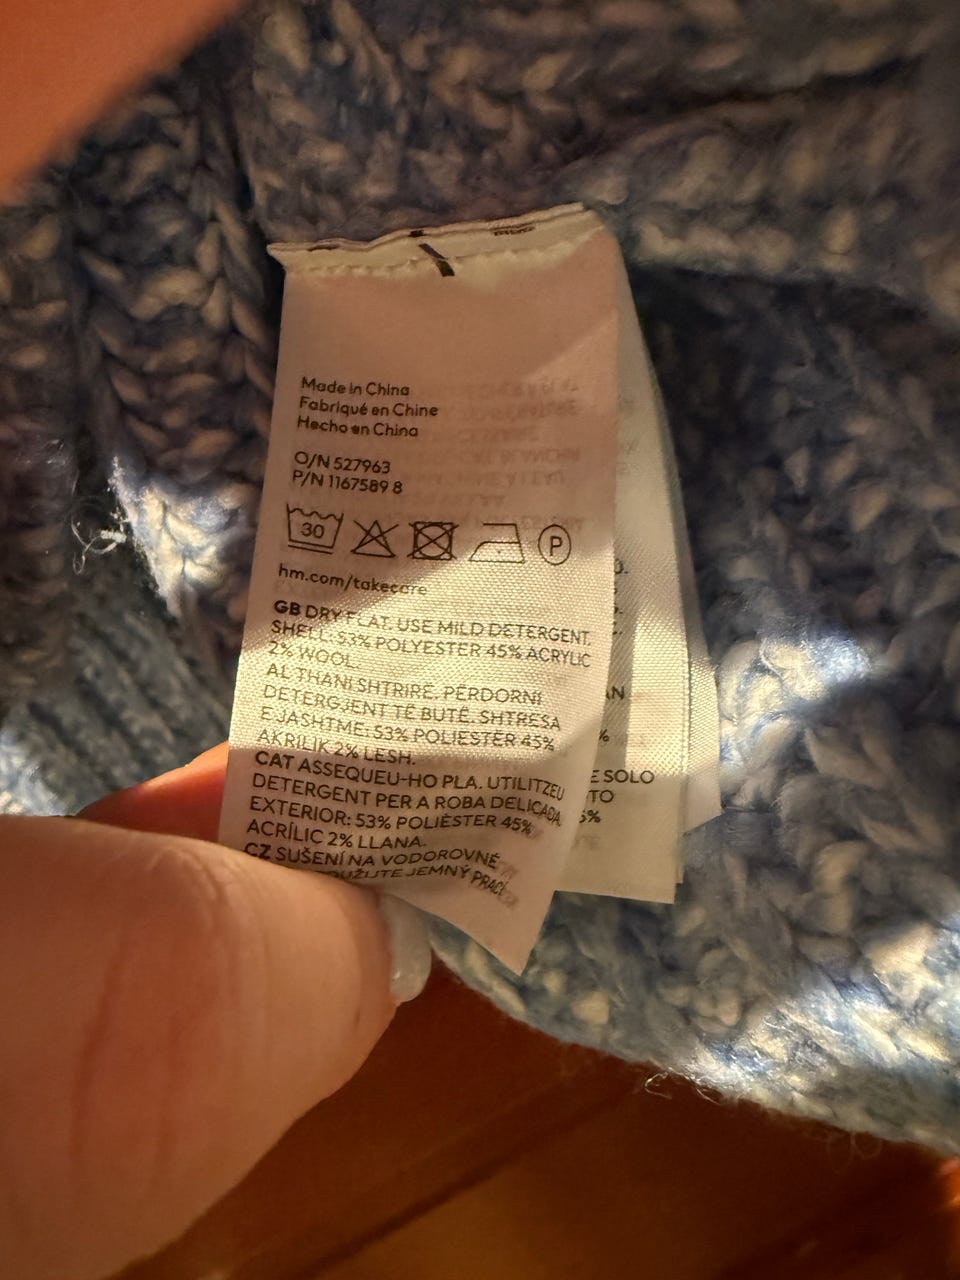 Made in China
Fabriqué en Chine
Hecho en China
O/N 527963
P/N 1167589 8
30
P
hm.com/takecare
GB DRY FLAT. USE MILD DETERGENT.
SHELL: 53% POLYESTER 45% ACRYLIC
2% WOOL.
AL THANI SHTRIRË. PËRDORNI
DETERGJENT TË BUTË. SHTRESA
E JASHTME: 53% POLIESTËR 45%
AKRILIK 2% LESH.
CAT ASSEQUEU-HO PLA. UTILITZEU
DETERGENT PER A ROBA DELICADA.
EXTERIOR: 53% POLIÈSTER 45%
ACRÍLIC 2% LLANA.
CZ SUŠENÍ NA VODOROVNÉ
JEMNÝ
E SOLO
TO